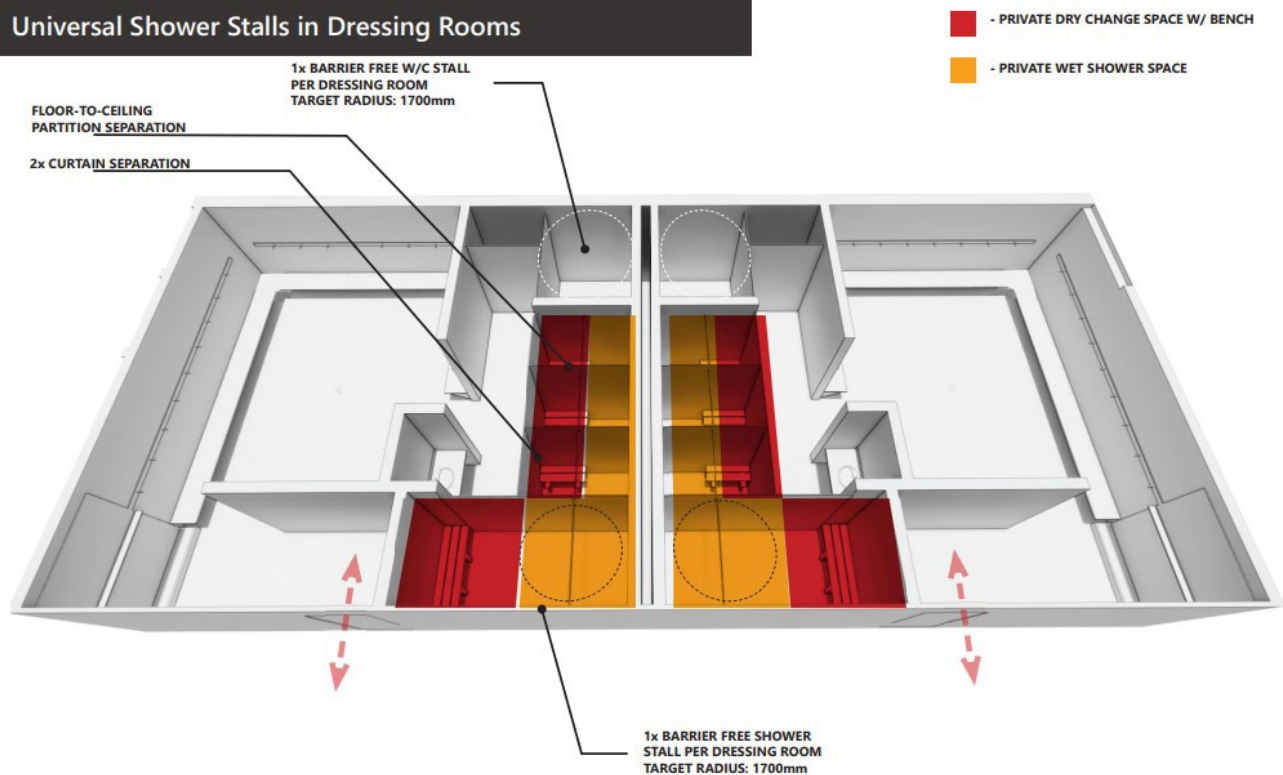 Universal Shower Stalls in Dressing Rooms
- PRIVATE DRY CHANGE SPACE W/ BENCH
- PRIVATE WET SHOWER SPACE
1x BARRIER FREE W/C STALL
PER DRESSING ROOM
TARGET RADIUS: 1700mm
FLOOR-TO-CEILING
PARTITION SEPARATION
2x CURTAIN SEPARATION
1x BARRIER FREE SHOWER
STALL PER DRESSING ROOM
TARGET RADIUS: 1700mm